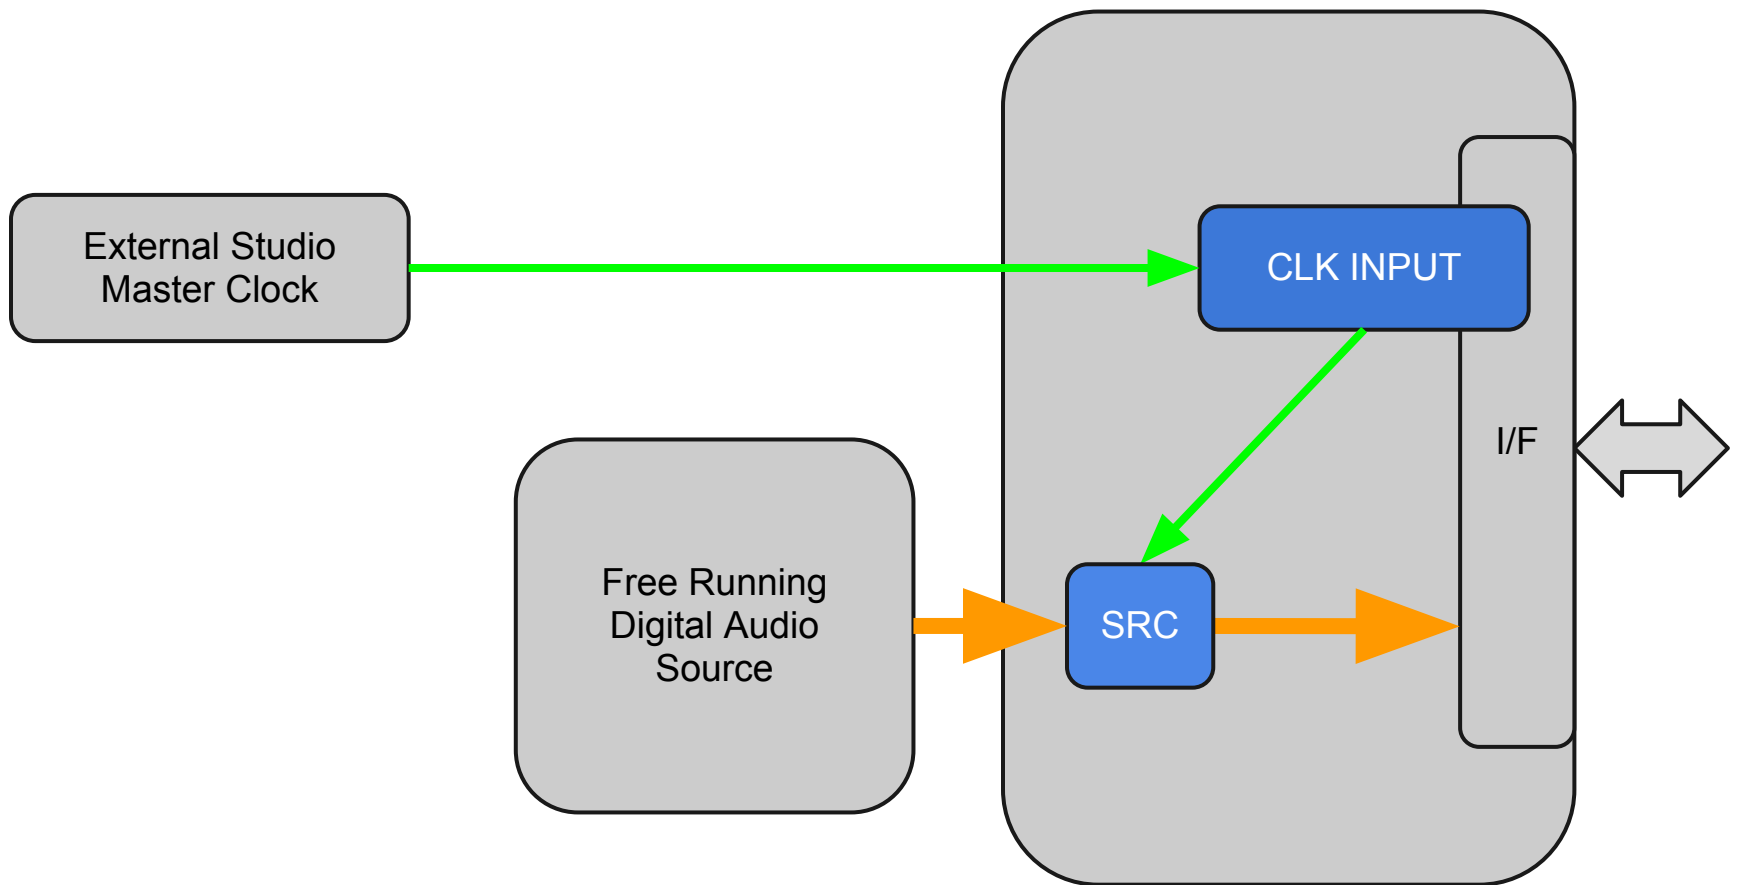 External Studio
Master Clock
CLK INPUT
I/F
Free Running
Digital Audio
Source
SRC